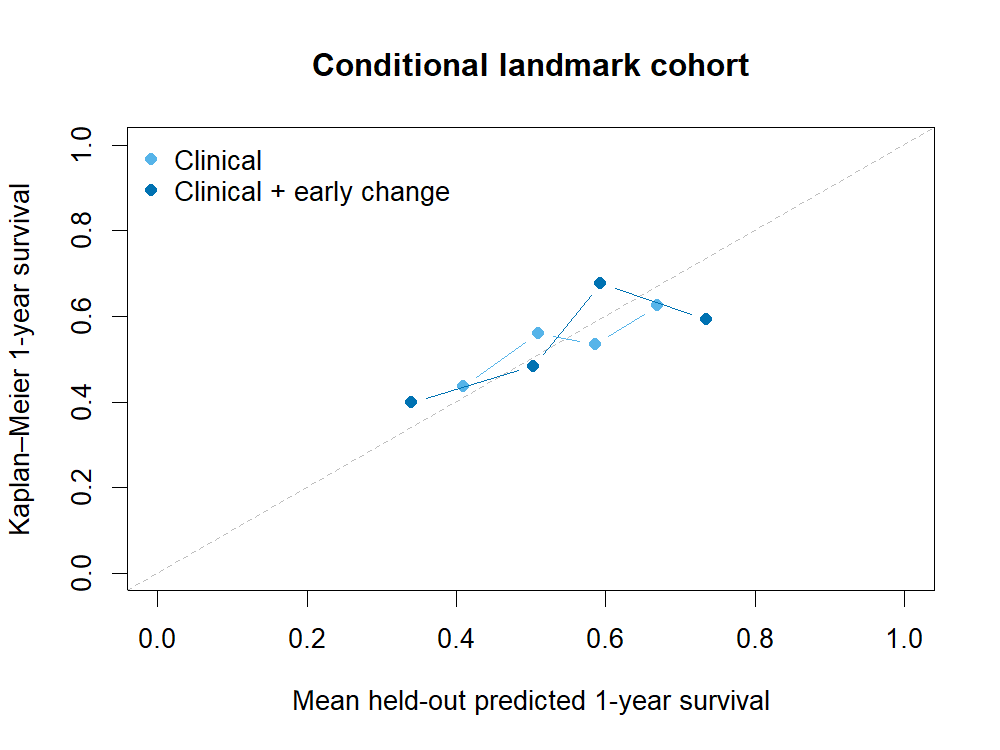 Conditional landmark cohort
Clinical
Clinical + early change
Kaplan–Meier 1-year survival
1.0
0.8
0.6
0.4
0.2
0.0
0.0 0.2 0.4 0.6 0.8 1.0
Mean held-out predicted 1-year survival